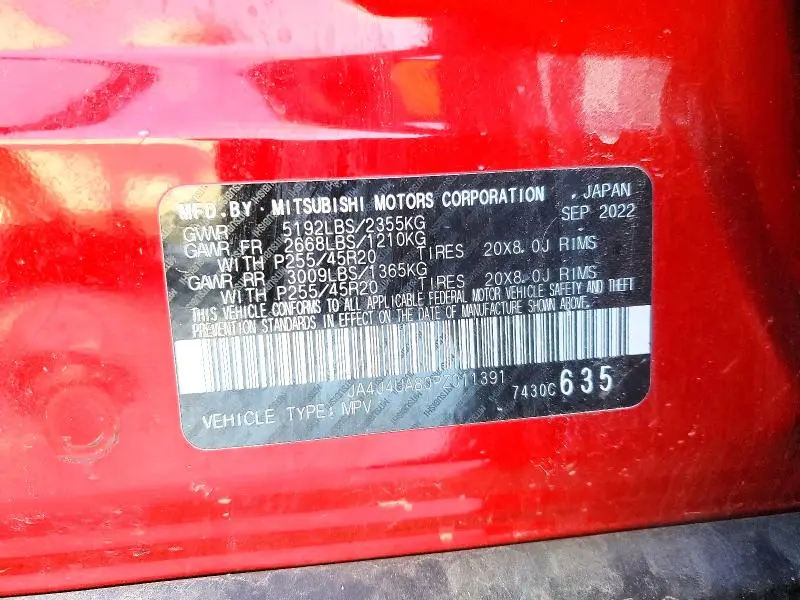 MFD. BY · MITSUBISHI MOTORS CORPORATION , JAPAN
GVWR 5192LBS/2355KG SEP 2022
GAWR FR 2668LBS/1210KG
WITH P255/45R20 TIRES 20X8.0J RIMS
GAWR RR 3009LBS/1365KG
WITH P255/45R20 TIRES 20X8.0J RIMS
THIS VEHICLE CONFORMS TO ALL APPLICABLE FEDERAL MOTOR VEHICLE SAFETY AND THEFT
PREVENTION STANDARDS IN EFFECT ON THE DATE OF MANUFACTURE SHOWN ABOVE.
7430C 635
VEHICLE TYPE: MPV